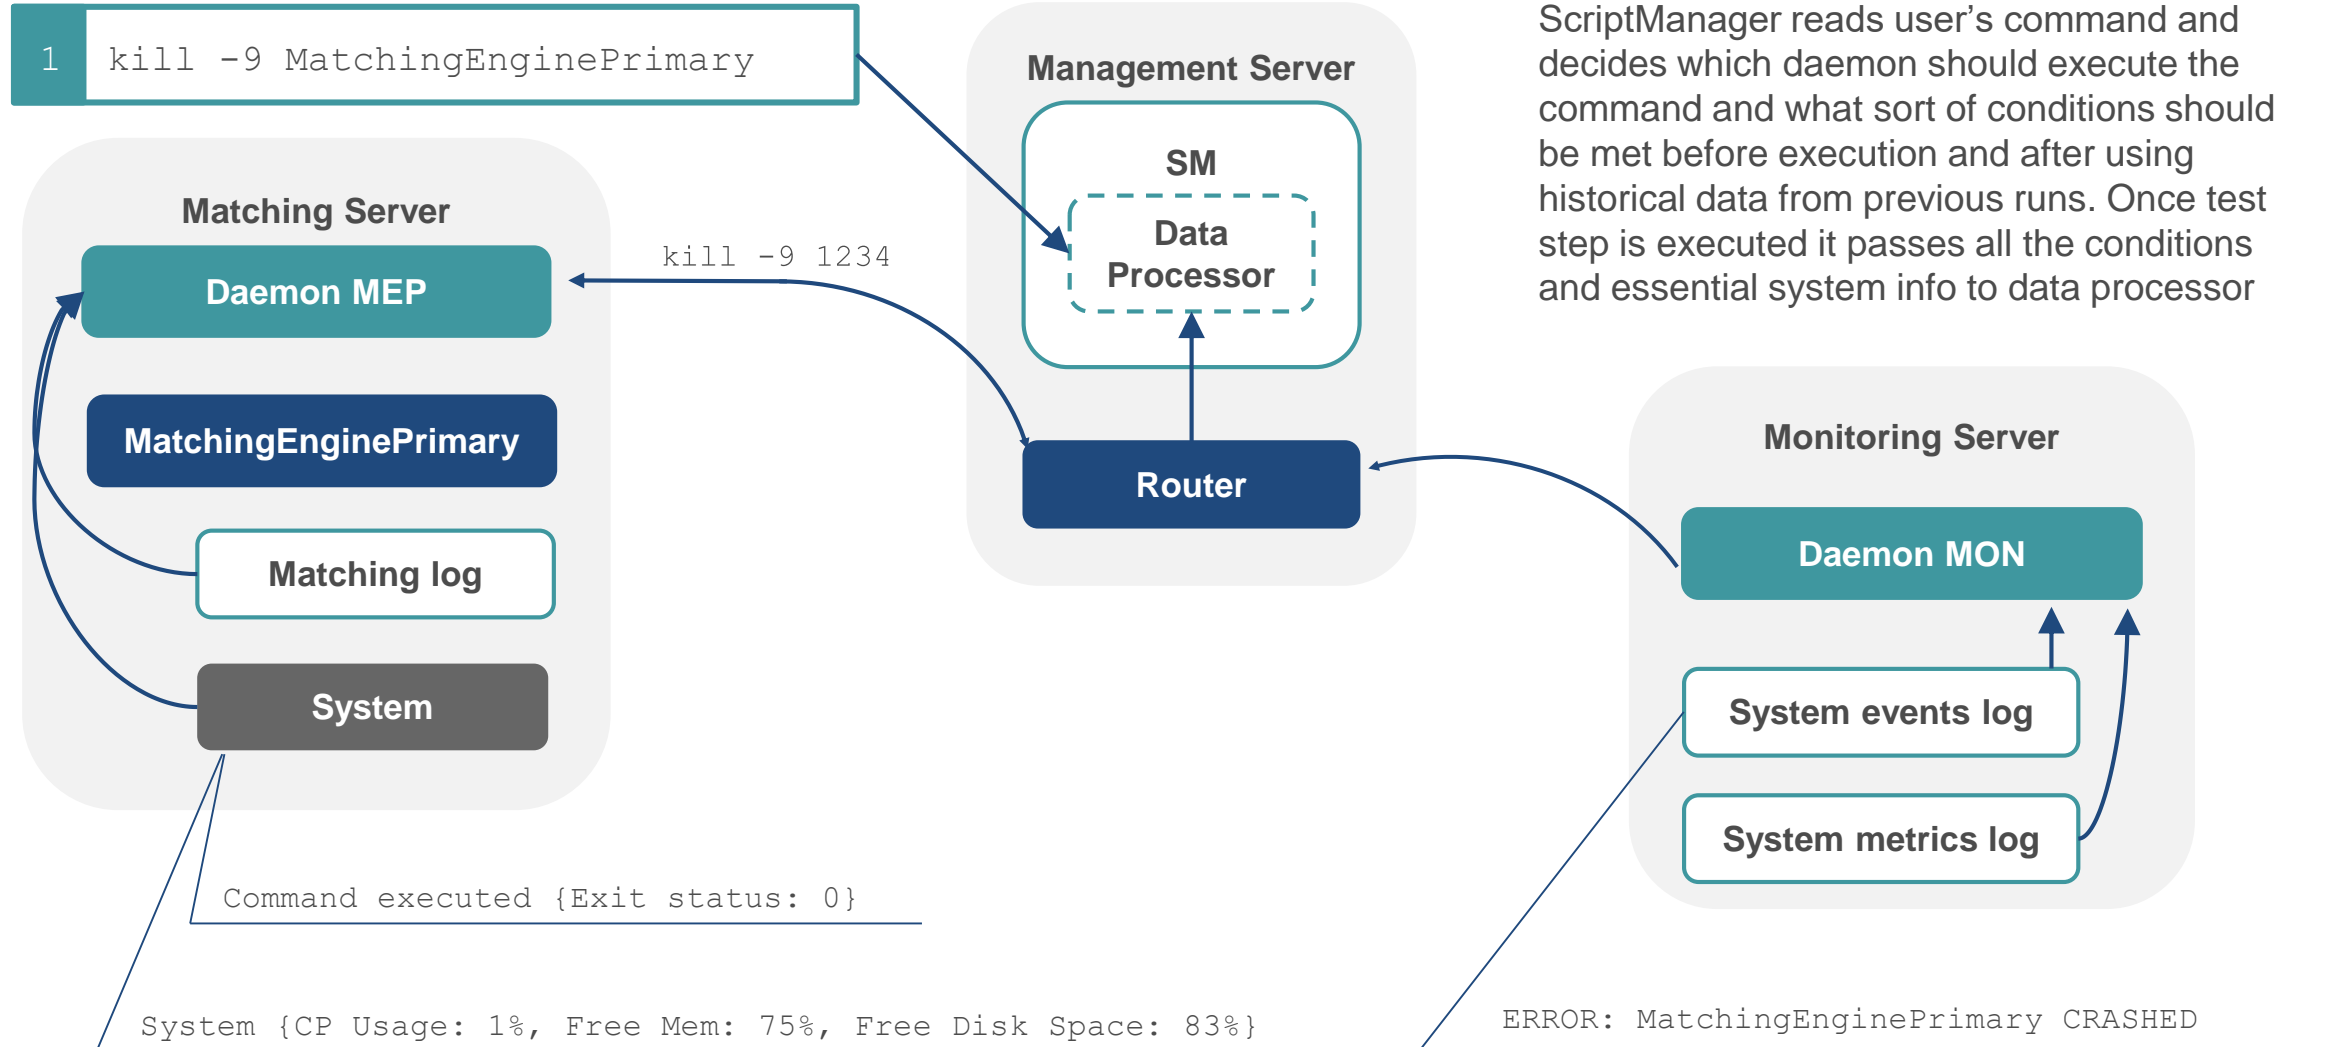 1
kill -9 MatchingEnginePrimary
Management Server
SM
Data
Processor
Router
ScriptManager reads user’s command and
decides which daemon should execute the
command and what sort of conditions should
be met before execution and after using
historical data from previous runs. Once test
step is executed it passes all the conditions
and essential system info to data processor
Matching Server
Daemon MEP
kill -9 1234
MatchingEnginePrimary
Matching log
System
Monitoring Server
Daemon MON
System events log
System metrics log
Command executed {Exit status: 0}
System {CP Usage: 1%, Free Mem: 75%, Free Disk Space: 83%}
ERROR: MatchingEnginePrimary CRASHED